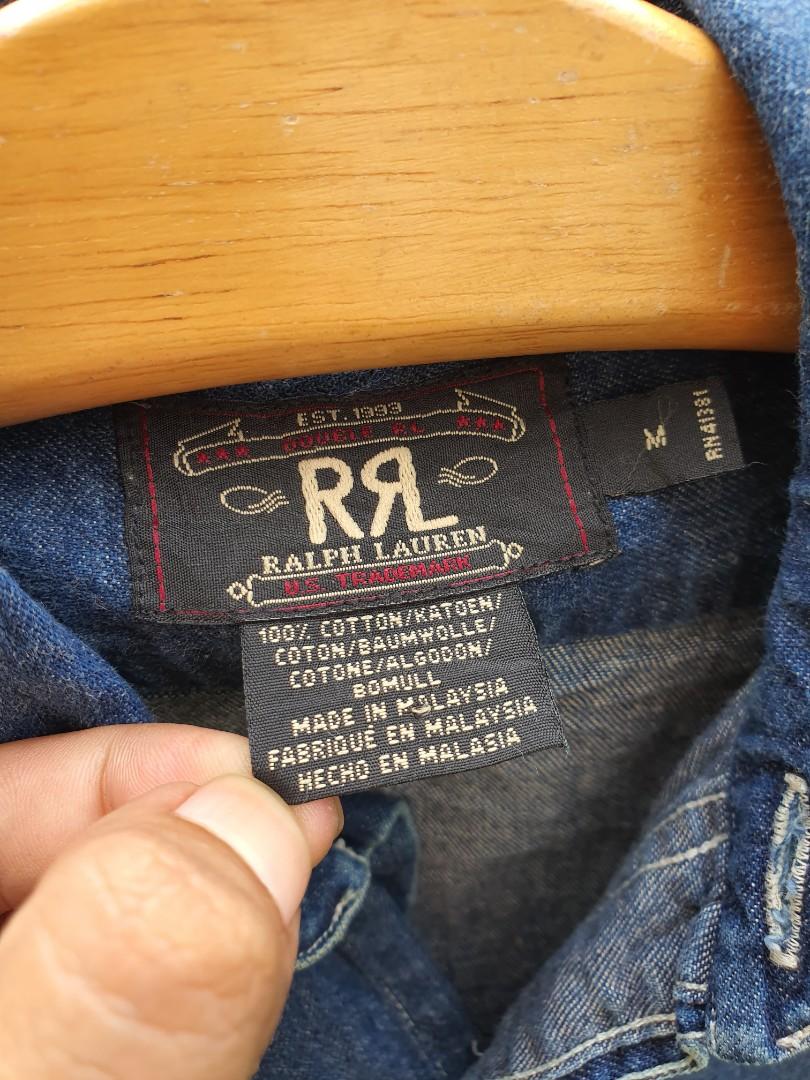 EST. 1993
DOUBLE RL
RRL
RALPH LAUREN
U.S. TRADEMARK
M
RN41381
100% COTTON/KATOEN/
COTON/BAUMWOLLE/
COTONE/ALGODON/
BOMULL
MADE IN MALAYSIA
FABRIQUÉ EN MALAYSIA
HECHO EN MALASIA